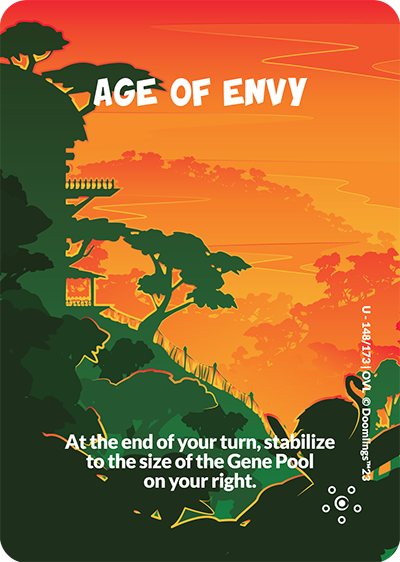 AGE OF ENVY
At the end of your turn, stabilize
to the size of the Gene Pool
on your right.
U - 148/173 | OVL © Doomlings™ 23